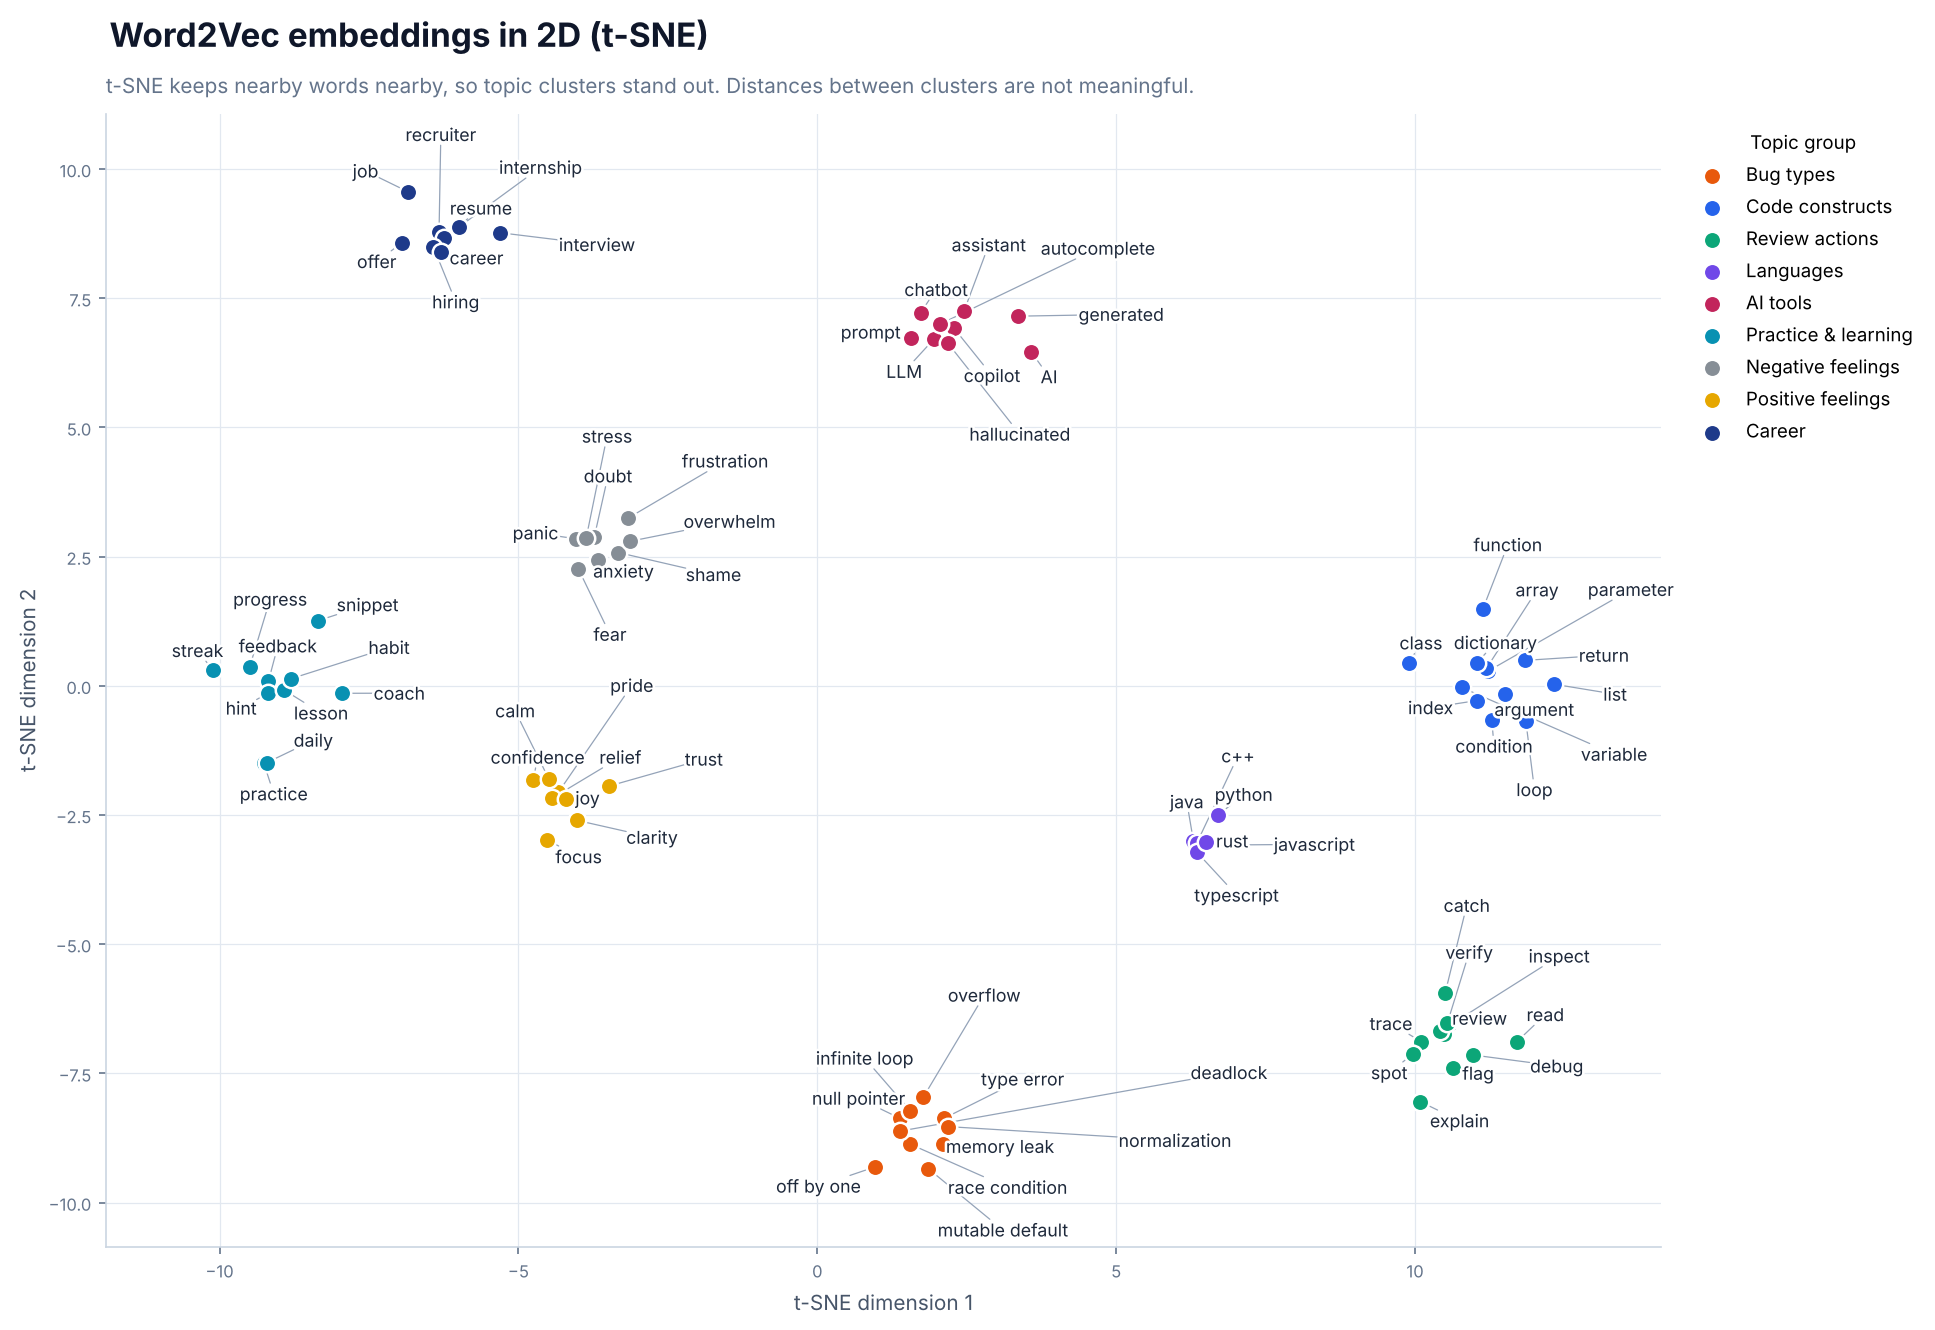 Word2Vec embeddings in 2D (t-SNE)
t-SNE keeps nearby words nearby, so topic clusters stand out. Distances between clusters are not meaningful.
recruiter
job
internship
resume
interview
offer
career
hiring
assistant
autocomplete
chatbot
generated
prompt
LLM
copilot
AI
hallucinated
stress
frustration
doubt
overwhelm
panic
anxiety
shame
fear
progress
snippet
streak
feedback
habit
coach
hint
lesson
daily
practice
pride
calm
confidence
relief
trust
joy
clarity
focus
function
array
parameter
class
dictionary
return
list
index
argument
condition
variable
loop
c++
java
python
rust
javascript
typescript
catch
verify
inspect
trace
review
read
spot
flag
debug
explain
overflow
infinite loop
type error
deadlock
null pointer
normalization
memory leak
off by one
race condition
mutable default
Topic group
Bug types
Code constructs
Review actions
Languages
AI tools
Practice & learning
Negative feelings
Positive feelings
Career
10.0
7.5
5.0
2.5
0.0
−2.5
−5.0
−7.5
−10.0
t-SNE dimension 2
−10
−5
0
5
10
t-SNE dimension 1